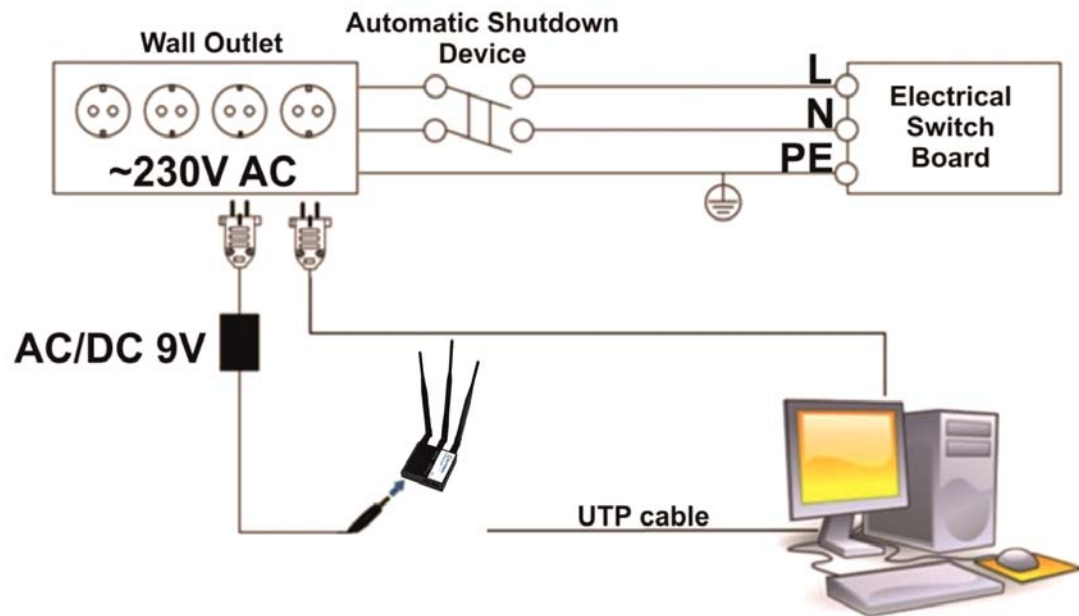 Wall Outlet
Automatic Shutdown
Device
~230V AC
L
N
PE
Electrical
Switch
Board
AC/DC 9V
UTP cable